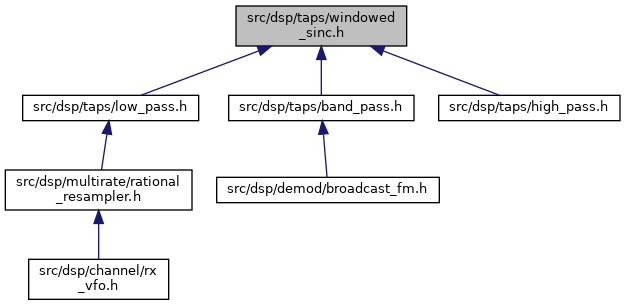 src/dsp/taps/windowed
_sinc.h
src/dsp/taps/low_pass.h
src/dsp/taps/band_pass.h
src/dsp/taps/high_pass.h
src/dsp/multirate/rational
_resampler.h
src/dsp/demod/broadcast_fm.h
src/dsp/channel/rx
_vfo.h